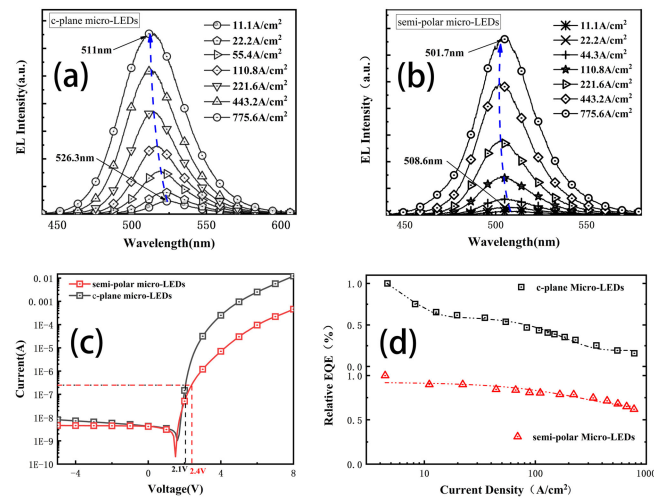 c-plane micro-LEDs
11.1A/cm²
22.2A/cm²
55.4A/cm²
110.8A/cm²
221.6A/cm²
443.2A/cm²
775.6A/cm²
511nm
(a)
526.3nm
EL Intensity(a.u.)
450 500 550 600
Wavelength(nm)
semi-polar micro-LEDs
11.1A/cm²
22.2A/cm²
44.3A/cm²
110.8A/cm²
221.6A/cm²
443.2A/cm²
775.6A/cm²
501.7nm
(b)
508.6nm
EL Intensity（a.u.）
450 500 550
Wavelength(nm)
semi-polar micro-LEDs
c-plane micro-LEDs
(c)
0.01
0.001
1E-4
1E-5
1E-6
1E-7
1E-8
1E-9
1E-10
Current(A)
-4 0 4 8
2.1V 2.4V
Voltage(V)
c-plane Micro-LEDs
(d)
1.0
0.5
0.0
1.0
0.5
0.0
Relative EQE（%）
semi-polar Micro-LEDs
10 100 1000
Current Density（A/cm²）